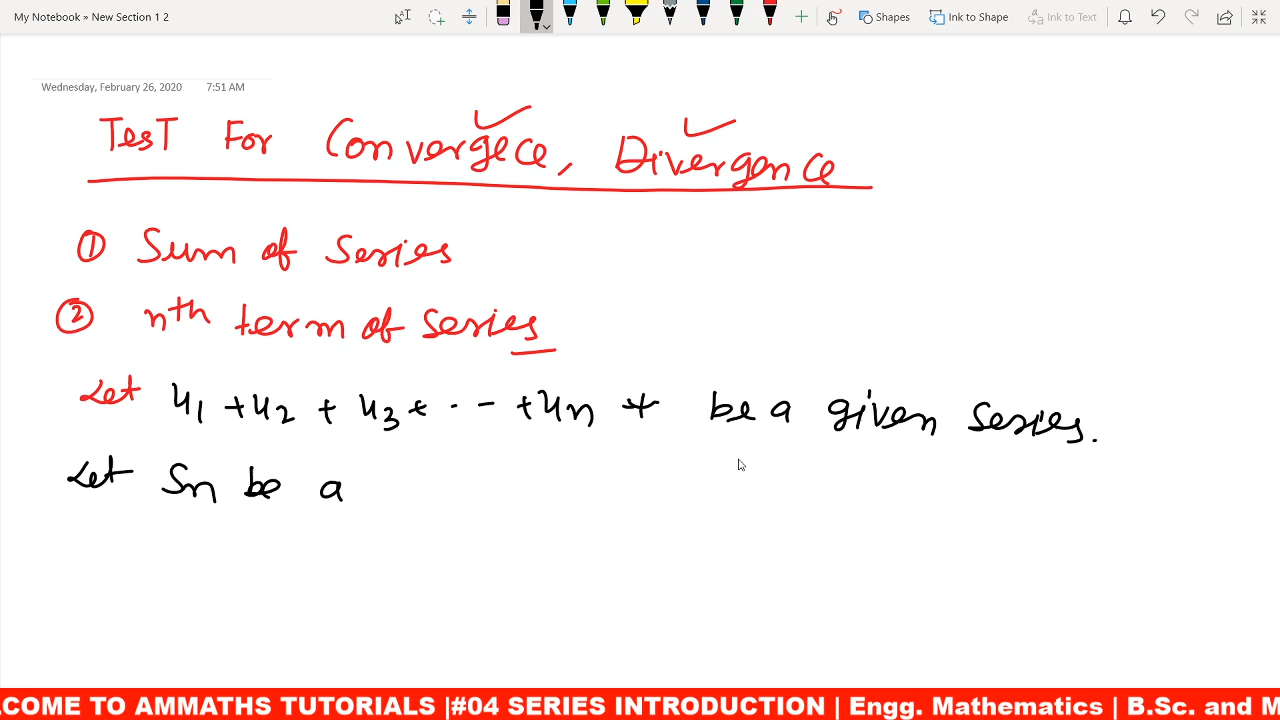 My Notebook » New Section 1 2
Shapes
Ink to Shape
Ink to Text
Wednesday, February 26, 2020 7:51 AM
TesT For Convergece, Divergence
① Sum of Series
② nth term of Series
Let u1 + u2 + u3 + ・・- + un + be a given series.
Let Sn be a
LCOME TO AMMATHS TUTORIALS |#04 SERIES INTRODUCTION | Engg. Mathematics | B.Sc. and M